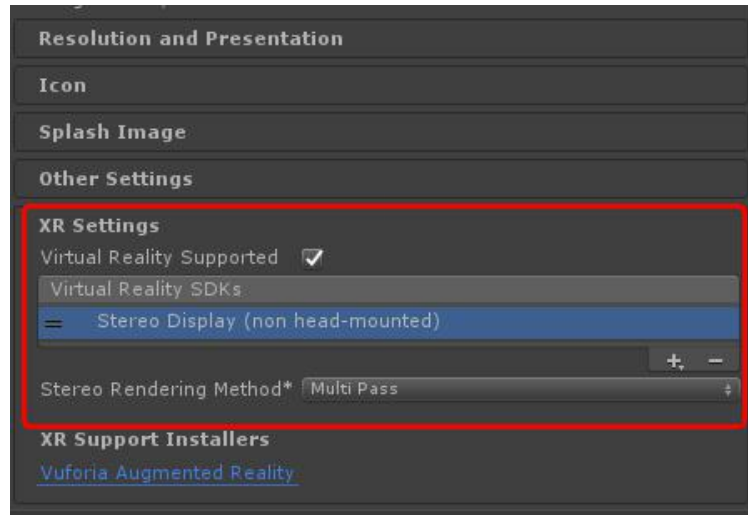 Resolution and Presentation
Icon
Splash Image
Other Settings
XR Settings
Virtual Reality Supported
Virtual Reality SDKs
= Stereo Display (non head-mounted)
+, −
Stereo Rendering Method* Multi Pass
XR Support Installers
Vuforia Augmented Reality